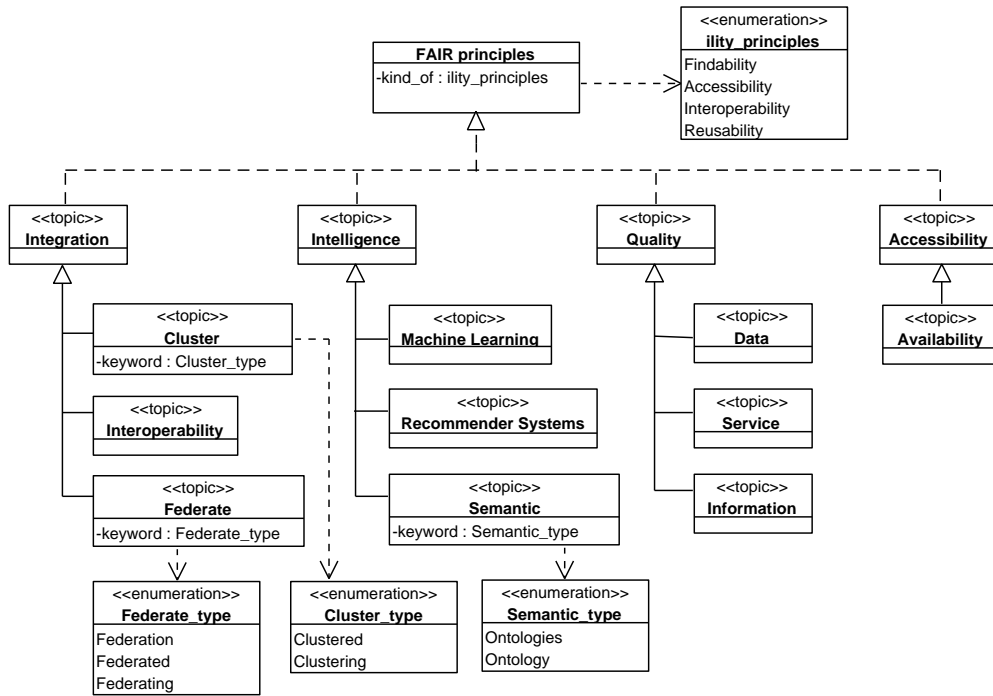 <<enumeration>>
ility_principles
Findability
Accessibility
Interoperability
Reusability
FAIR principles
-kind_of : ility_principles
<<topic>>
Integration
<<topic>>
Intelligence
<<topic>>
Quality
<<topic>>
Accessibility
<<topic>>
Cluster
-keyword : Cluster_type
<<topic>>
Machine Learning
<<topic>>
Data
<<topic>>
Availability
<<topic>>
Interoperability
<<topic>>
Recommender Systems
<<topic>>
Service
<<topic>>
Federate
-keyword : Federate_type
<<topic>>
Semantic
-keyword : Semantic_type
<<topic>>
Information
<<enumeration>>
Federate_type
Federation
Federated
Federating
<<enumeration>>
Cluster_type
Clustered
Clustering
<<enumeration>>
Semantic_type
Ontologies
Ontology